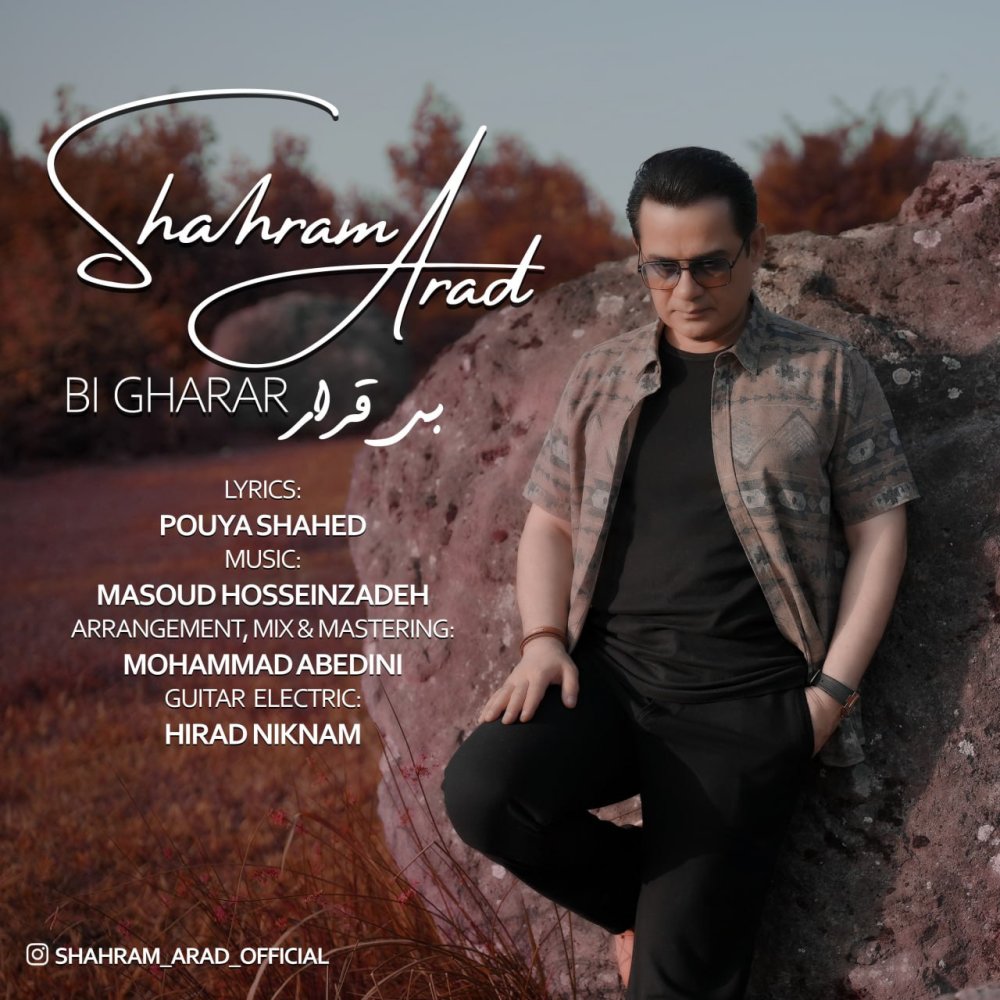 Shahram Arad
BI GHARAR بی قرار
LYRICS:
POUYA SHAHED
MUSIC:
MASOUD HOSSEINZADEH
ARRANGEMENT, MIX & MASTERING:
MOHAMMAD ABEDINI
GUITAR ELECTRIC:
HIRAD NIKNAM
SHAHRAM_ARAD_OFFICIAL